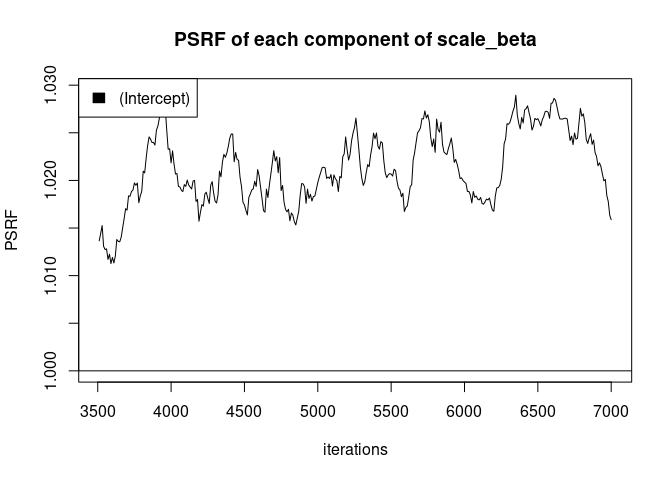 PSRF of each component of scale_beta
(Intercept)
PSRF
1.030
1.020
1.010
1.000
3500 4000 4500 5000 5500 6000 6500 7000
iterations